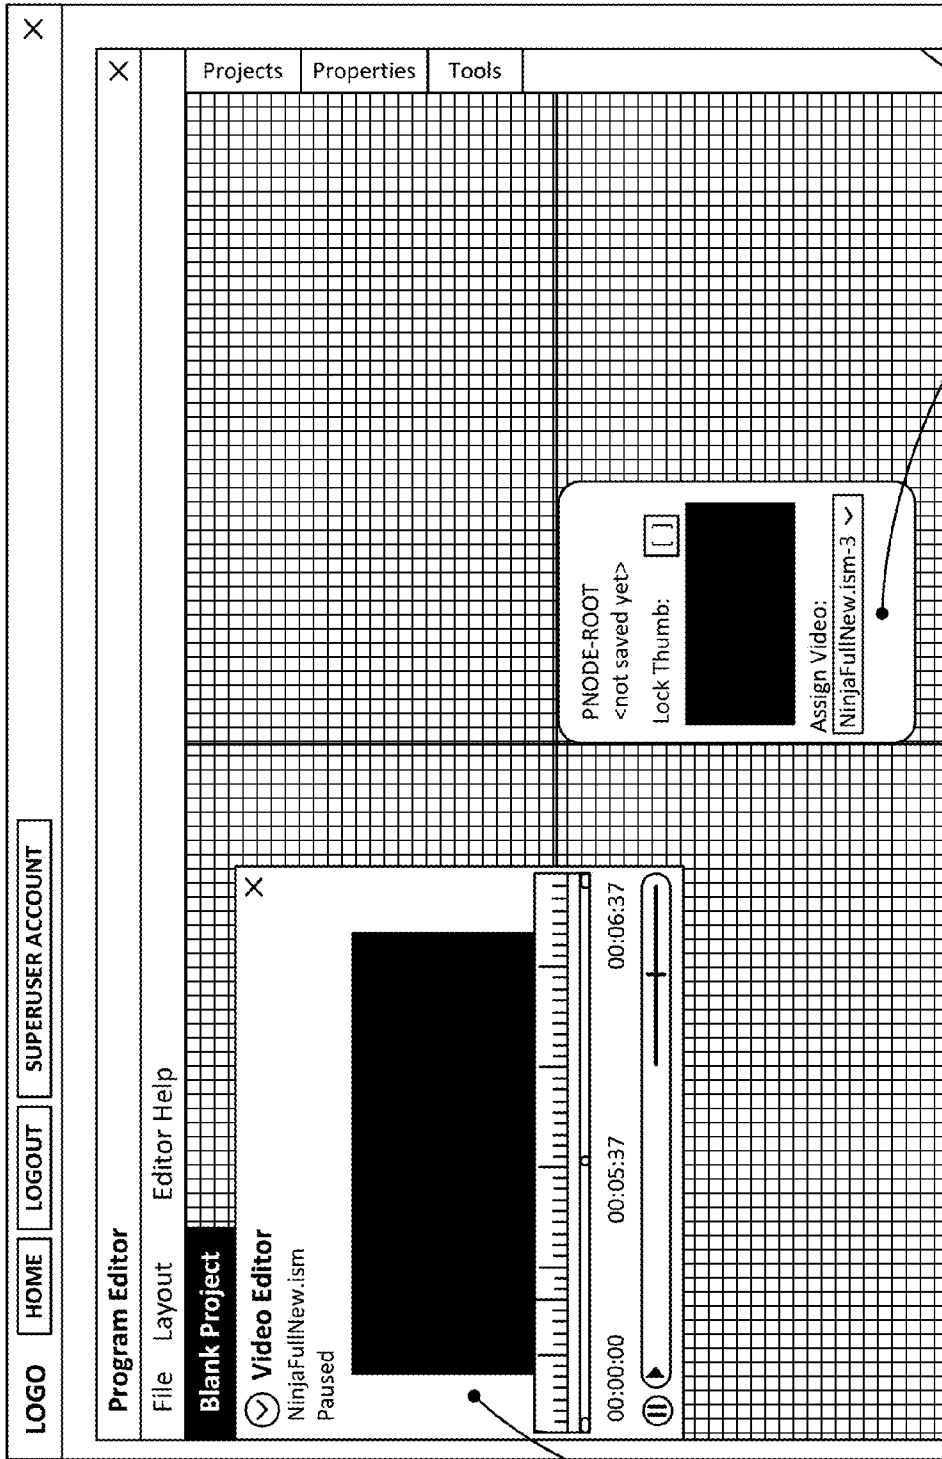 LOGO HOME LOGOUT SUPERUSER ACCOUNT
Program Editor
File Layout Editor Help
Projects
Properties
Tools
Blank Project
Video Editor
NinjaFullNew.ism
Paused
00:00:00 00:05:37 00:06:37
PNODE-ROOT
<not saved yet>
Lock Thumb: [ ]
Assign Video:
NinjaFullNew.ism-3